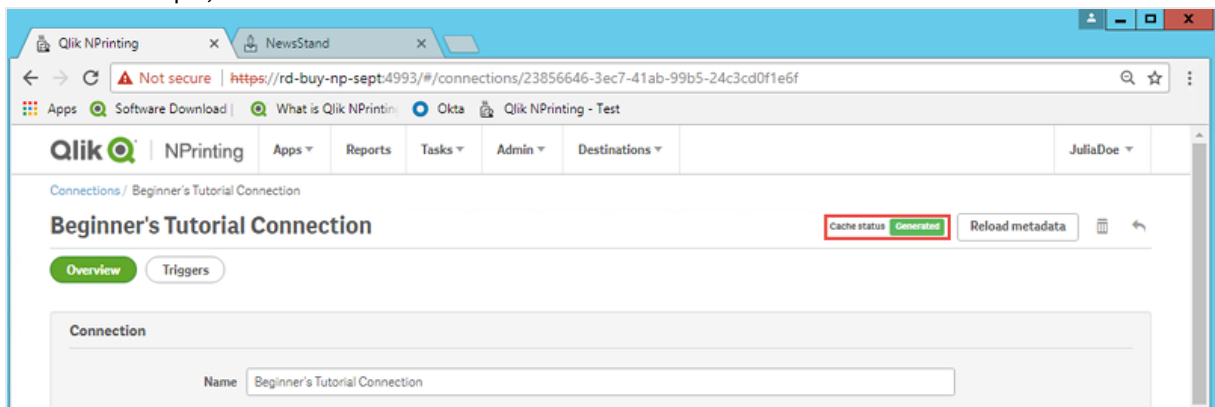 Qlik NPrinting NewsStand
Not secure | https://rd-buy-np-sept:4993/#/connections/23856646-3ec7-41ab-99b5-24c3cd0f1e6f
Apps Software Download | What is Qlik NPrinting Okta Qlik NPrinting - Test
Qlik NPrinting Apps Reports Tasks Admin Destinations JuliaDoe
Connections / Beginner's Tutorial Connection
Beginner's Tutorial Connection Cache status Generated Reload metadata
Overview Triggers
Connection
Name Beginner's Tutorial Connection